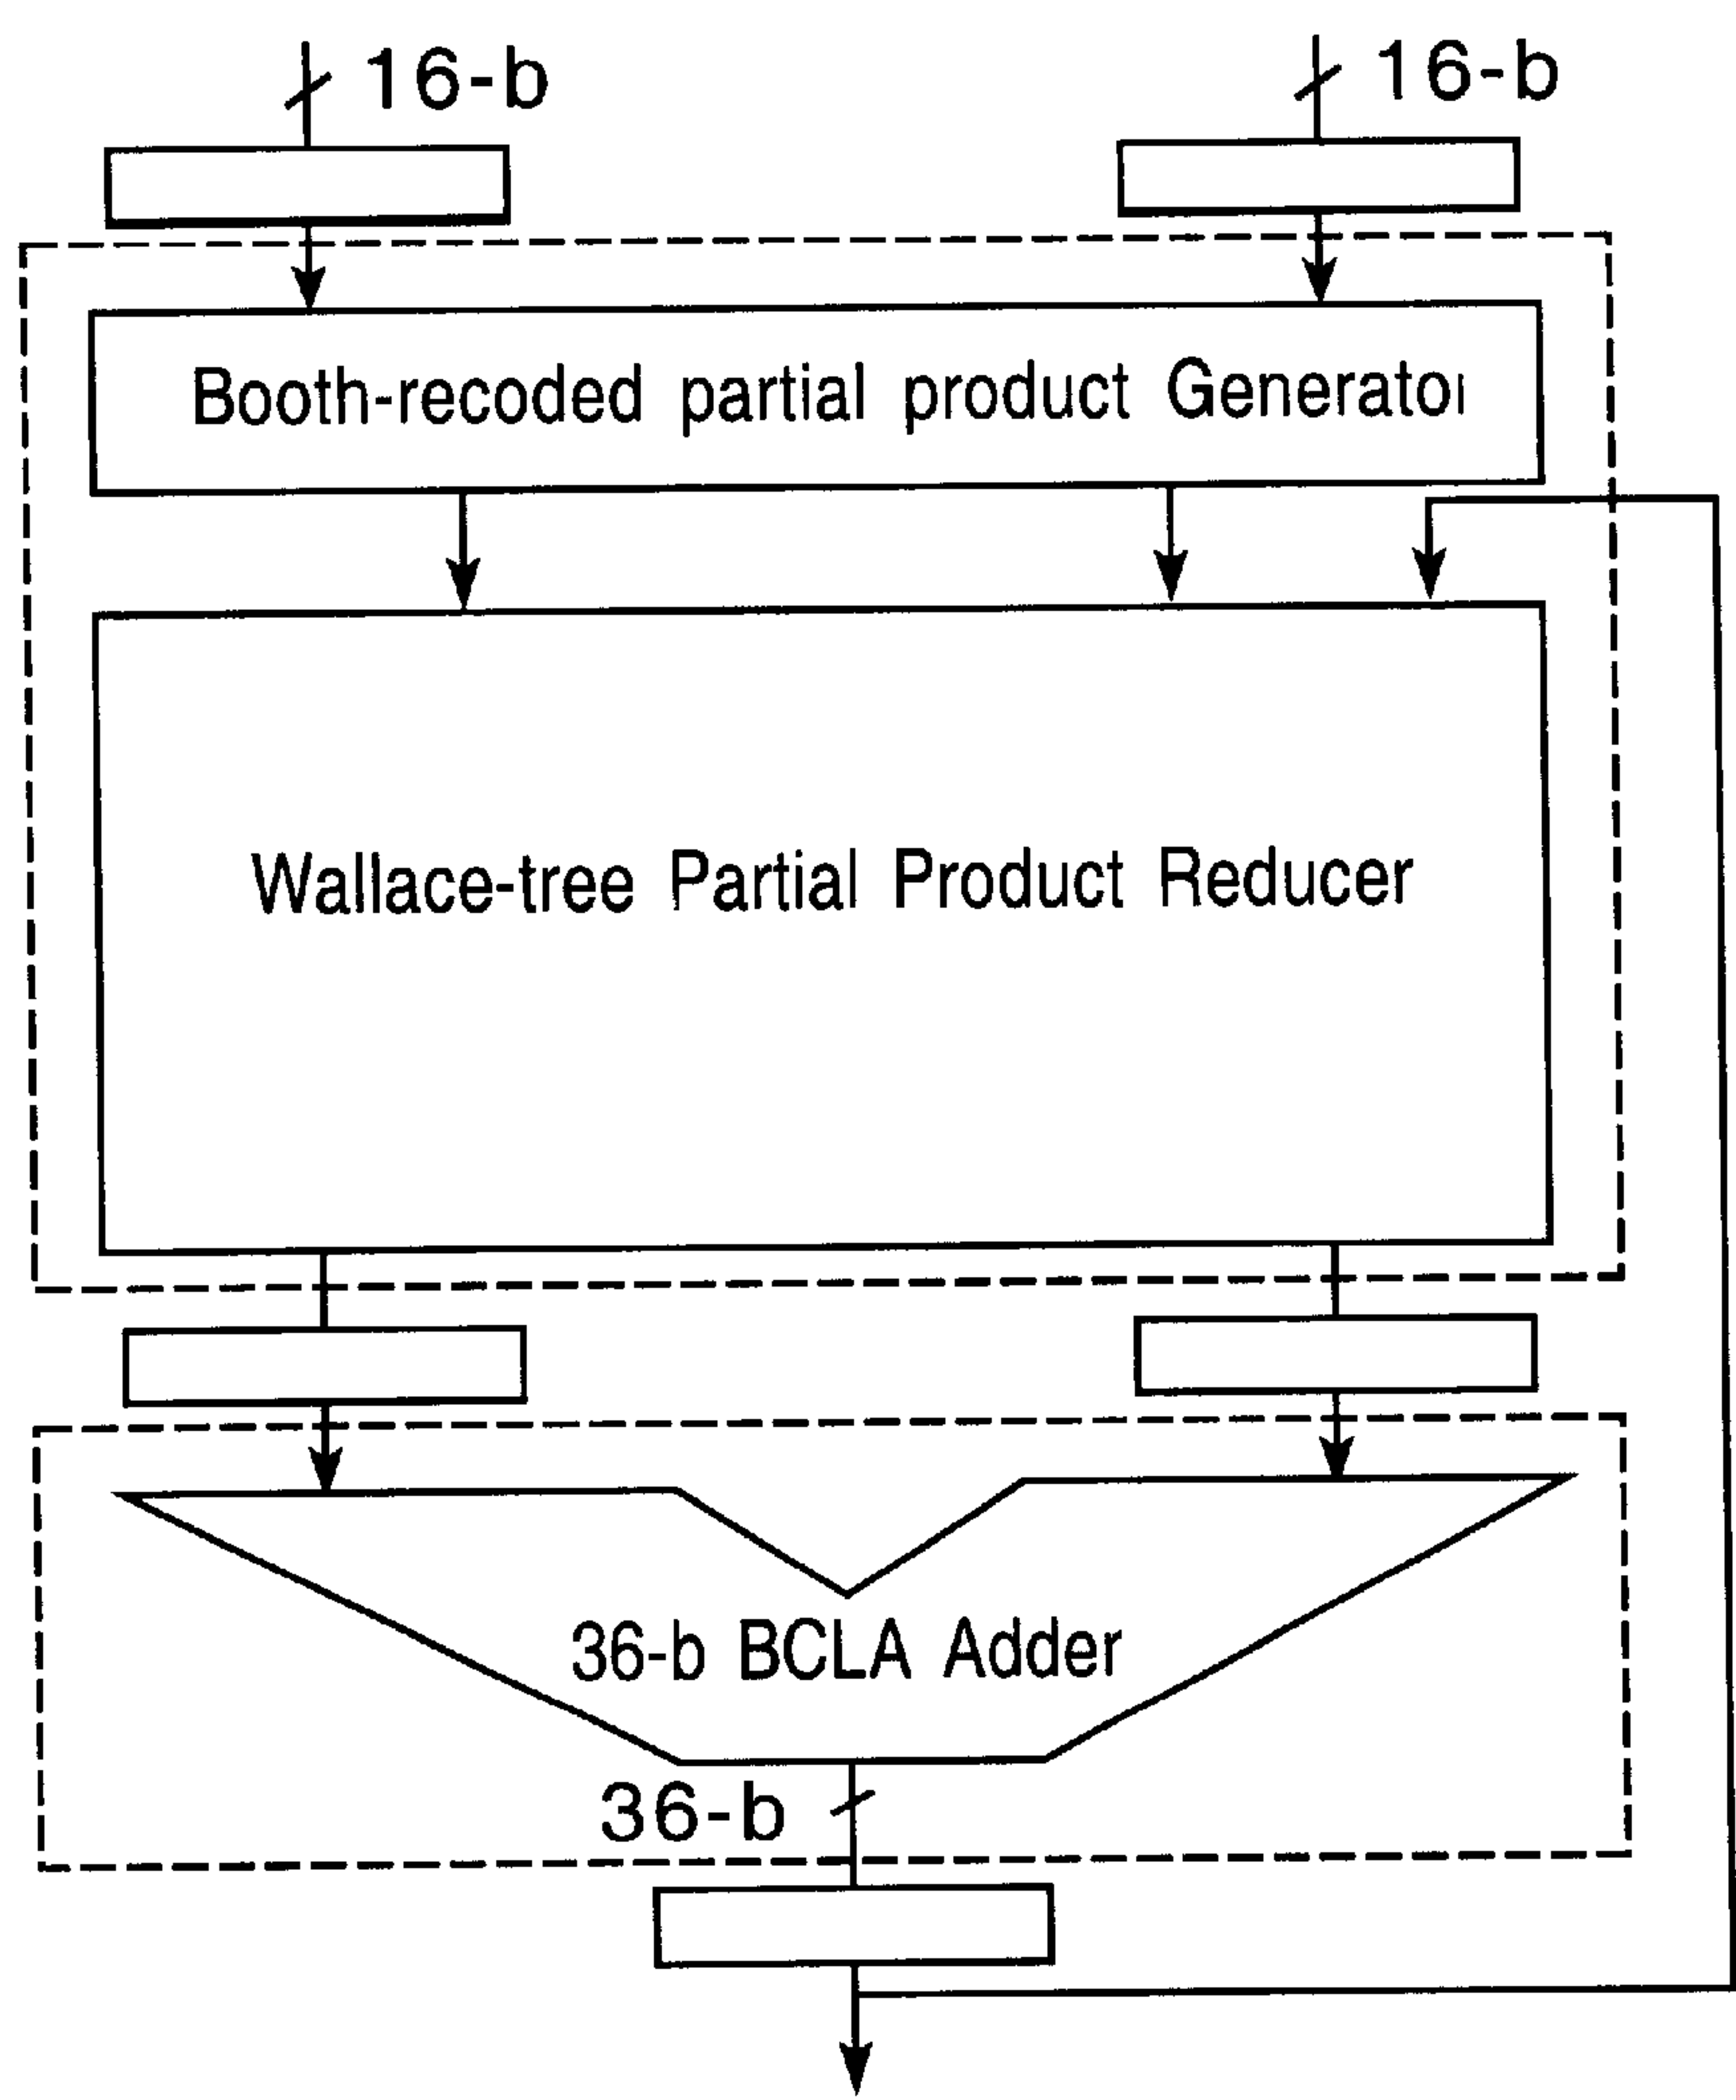 16-b
16-b
Booth-recoded partial product Generator
Wallace-tree Partial Product Reducer
36-b BCLA Adder
36-b